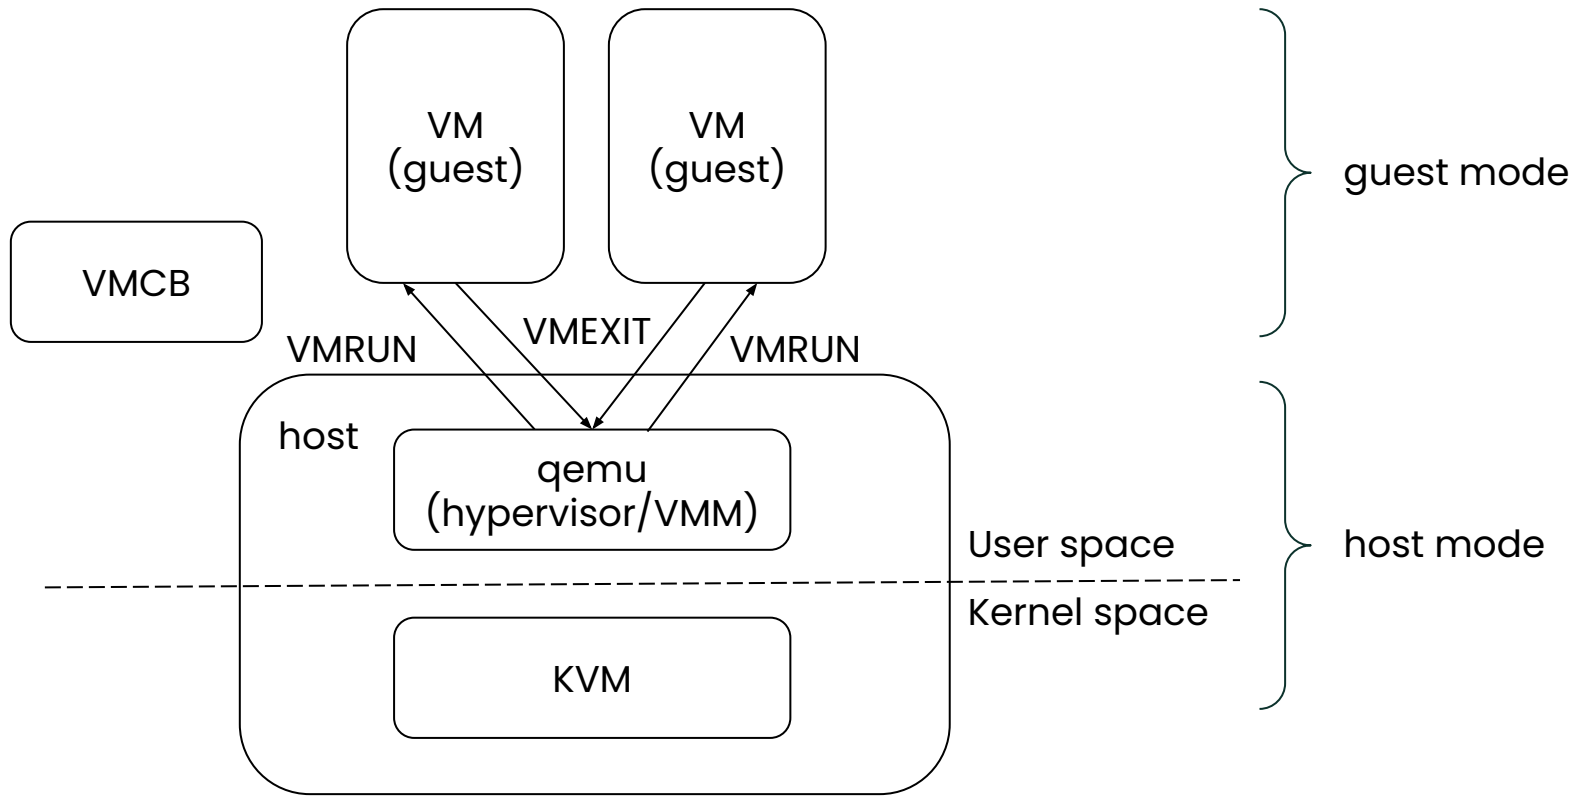 VM
(guest)
VM
(guest)
guest mode
VMCB
VMRUN
VMEXIT
VMRUN
host
qemu
(hypervisor/VMM)
User space
host mode
Kernel space
KVM